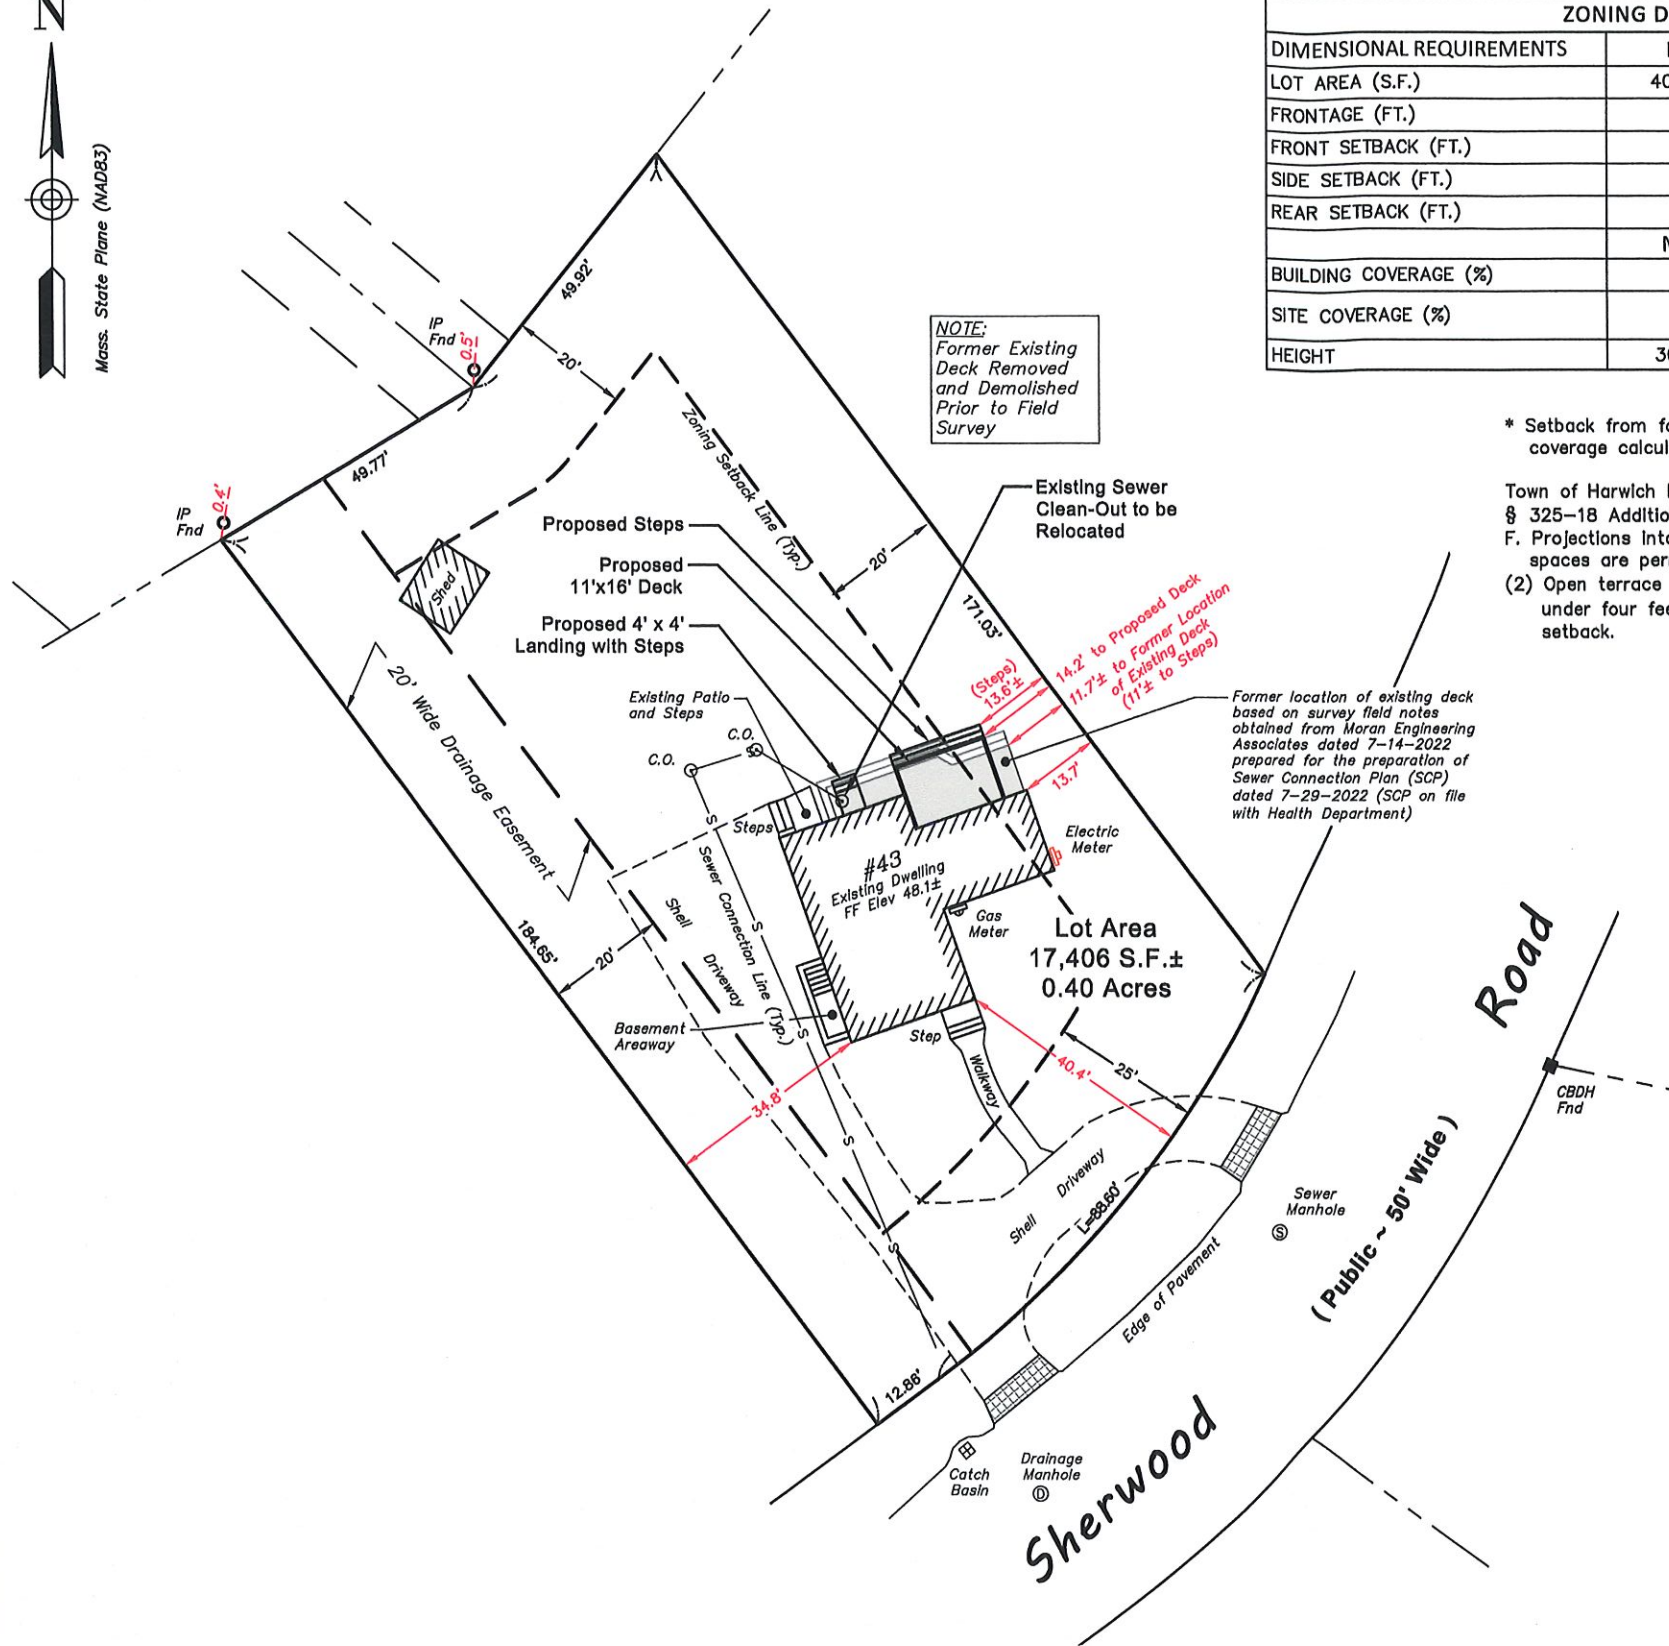 N
Mass. State Plane (NAD83)
ZONING D
DIMENSIONAL REQUIREMENTS
LOT AREA (S.F.)
40
FRONTAGE (FT.)
FRONT SETBACK (FT.)
SIDE SETBACK (FT.)
REAR SETBACK (FT.)
BUILDING COVERAGE (%)
SITE COVERAGE (%)
HEIGHT
* Setback from fo
coverage calcul
Town of Harwich
§ 325-18 Additio
F. Projections into
spaces are per
(2) Open terrace
under four fee
setback.
NOTE:
Former Existing
Deck Removed
and Demolished
Prior to Field
Survey
49.92'
IP
Fnd
0.5'
20'
49.77'
IP
Fnd
0.4'
Zoning Setback Line (Typ.)
20'
171.03'
Existing Sewer
Clean-Out to be
Relocated
Proposed Steps
Proposed
11'x16' Deck
Proposed 4' x 4'
Landing with Steps
Shed
20' Wide Drainage Easement
Existing Patio
and Steps
C.O.
C.O.
(Steps)
13.6'±
14.2' to Proposed Deck
11.7'± to Former Location
of Existing Deck
(11'± to Steps)
13.7'
Former location of existing deck
based on survey field notes
obtained from Moran Engineering
Associates dated 7-14-2022
prepared for the preparation of
Sewer Connection Plan (SCP)
dated 7-29-2022 (SCP on file
with Health Department)
Steps
S
#43
Existing Dwelling
FF Elev 48.1±
Electric
Meter
Gas
Meter
Lot Area
17,406 S.F.±
0.40 Acres
Shell
Driveway
Sewer Connection Line (Typ.)
S
S
184.65'
20'
Basement
Areaway
Step
Walkway
34.8'
40.4'
25'
S
S
Shell
Driveway
L=88.60'
12.86'
Edge of Pavement
Sewer
Manhole
S
CBDH
Fnd
Catch
Basin
Drainage
Manhole
D
Sherwood
Road
( Public ~ 50' Wide )